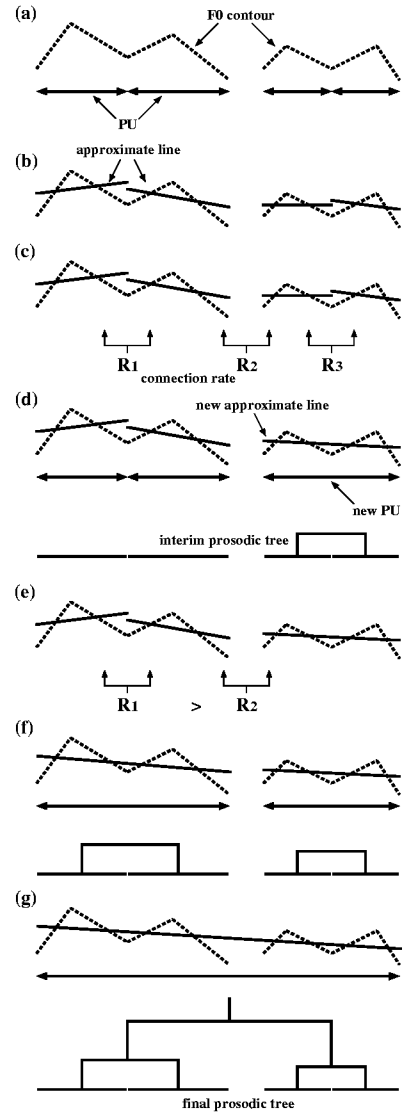 (a)
F0 contour
PU
(b)
approximate line
(c)
R1 R2 R3
connection rate
(d)
new approximate line
new PU
interim prosodic tree
(e)
R1 > R2
(f)
(g)
final prosodic tree